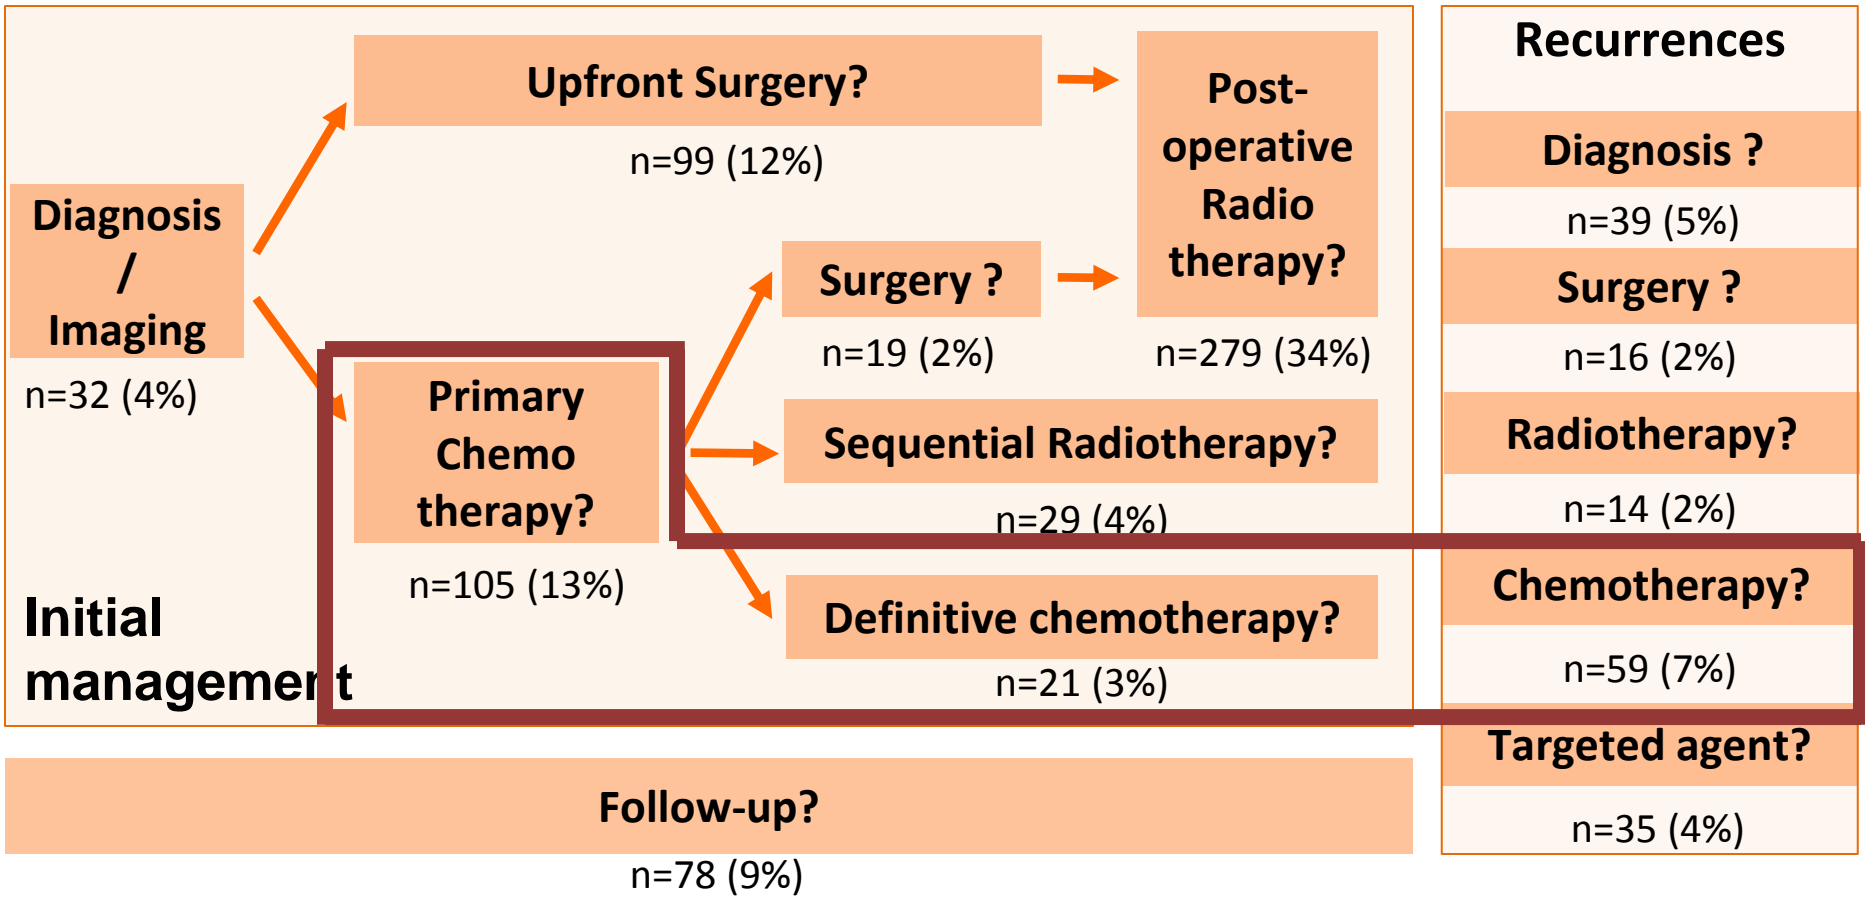 Diagnosis
/
Imaging
n=32 (4%)
Upfront Surgery?
n=99 (12%)
Primary
Chemo
therapy?
n=105 (13%)
Surgery ?
n=19 (2%)
Post-
operative
Radio
therapy?
n=279 (34%)
Sequential Radiotherapy?
n=29 (4%)
Definitive chemotherapy?
n=21 (3%)
Initial
management
Follow-up?
n=78 (9%)
Recurrences
Diagnosis ?
n=39 (5%)
Surgery ?
n=16 (2%)
Radiotherapy?
n=14 (2%)
Chemotherapy?
n=59 (7%)
Targeted agent?
n=35 (4%)